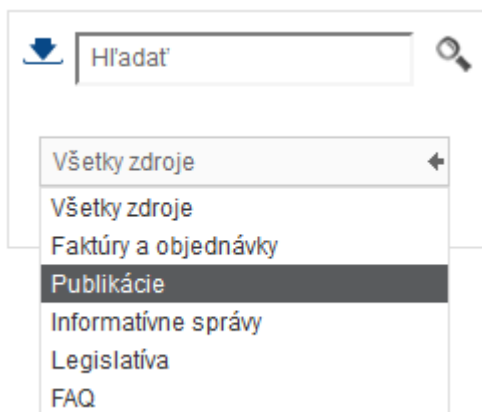 Hľadať
Všetky zdroje
Všetky zdroje
Faktúry a objednávky
Publikácie
Informatívne správy
Legislatíva
FAQ